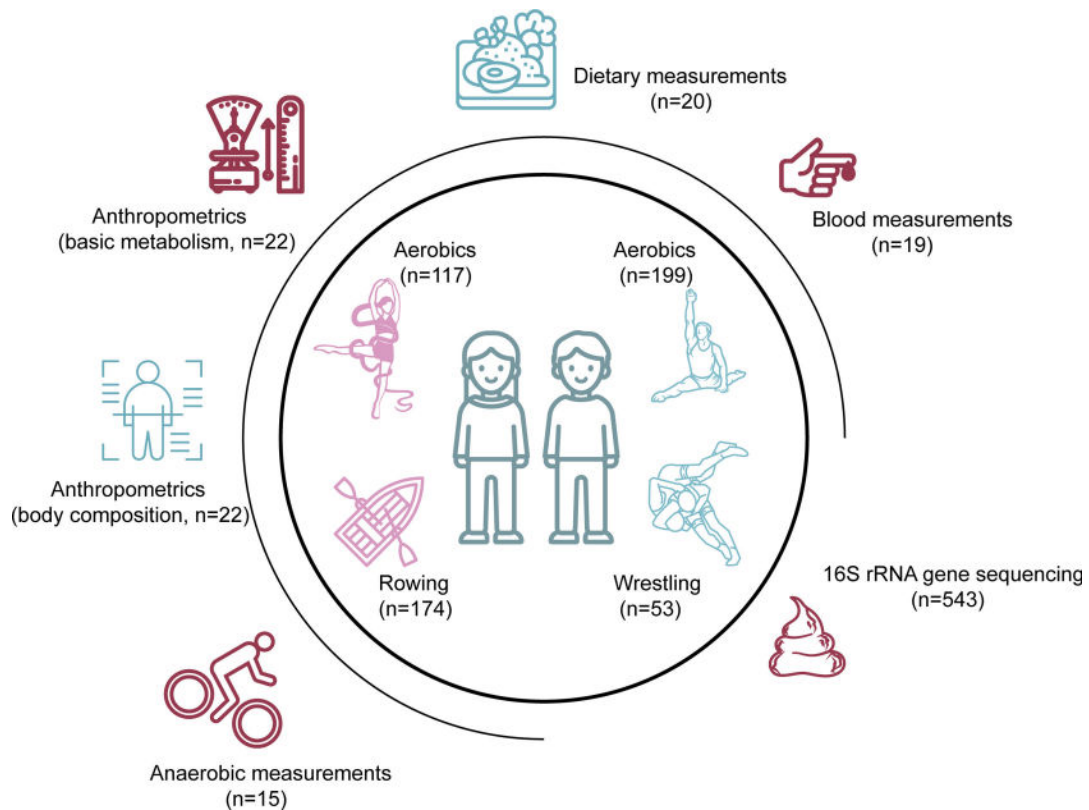 Dietary measurements
(n=20)
Anthropometrics
(basic metabolism, n=22)
Blood measurements
(n=19)
Aerobics
(n=117)
Aerobics
(n=199)
Anthropometrics
(body composition, n=22)
Rowing
(n=174)
Wrestling
(n=53)
16S rRNA gene sequencing
(n=543)
Anaerobic measurements
(n=15)